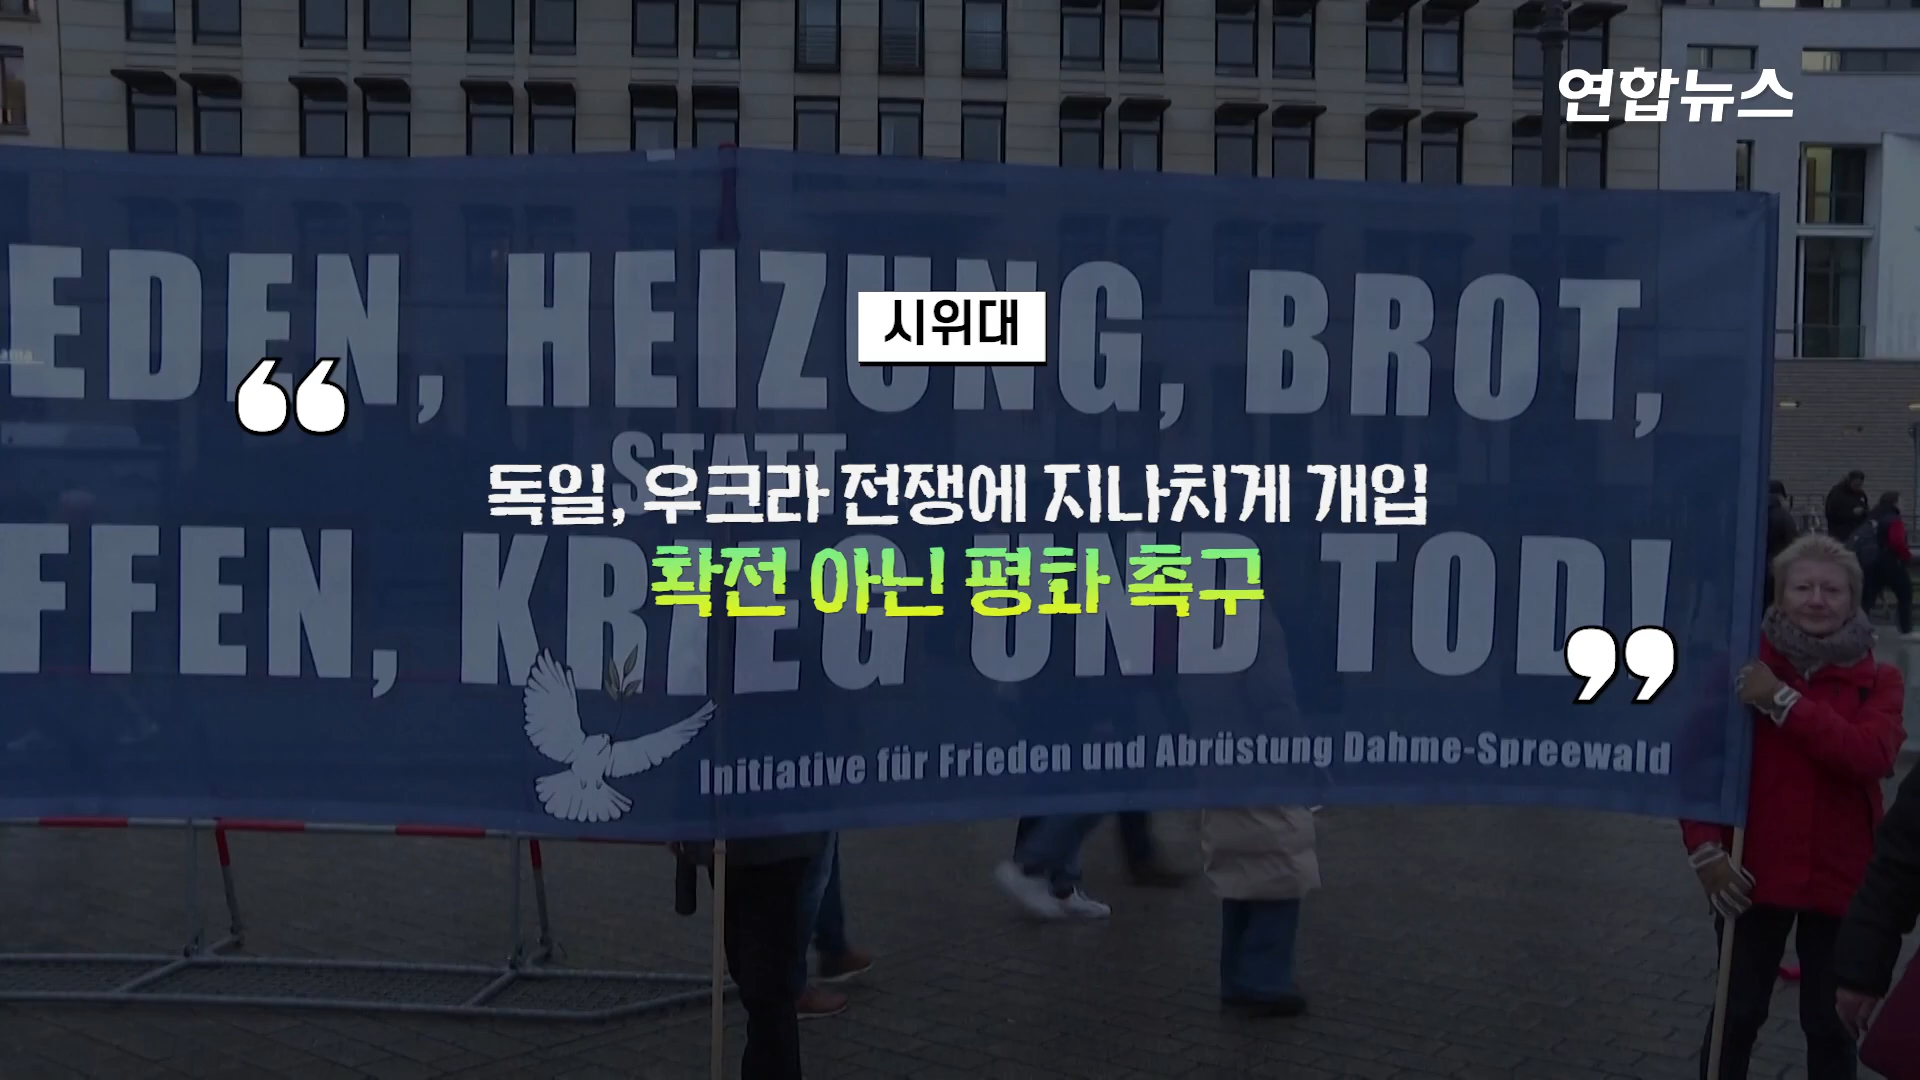 연합뉴스
EDEN, HEIZUNG, BROT,
시위대
STATT
독일, 우크라 전쟁에 지나치게 개입
확전 아닌 평화 촉구
FFEN, KRIEG UND TOD!
Initiative für Frieden und Abrüstung Dahme-Spreewald